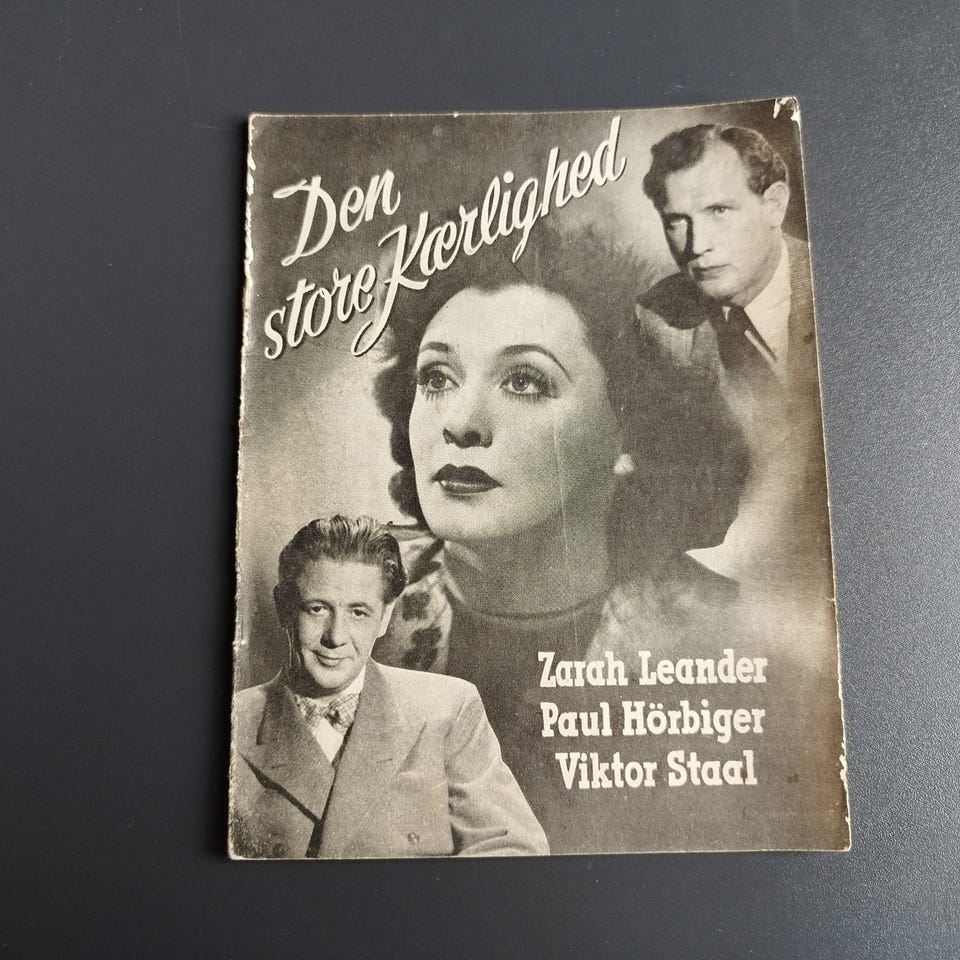 Den
store Kærlighed
Zarah Leander
Paul Hörbiger
Viktor Staal